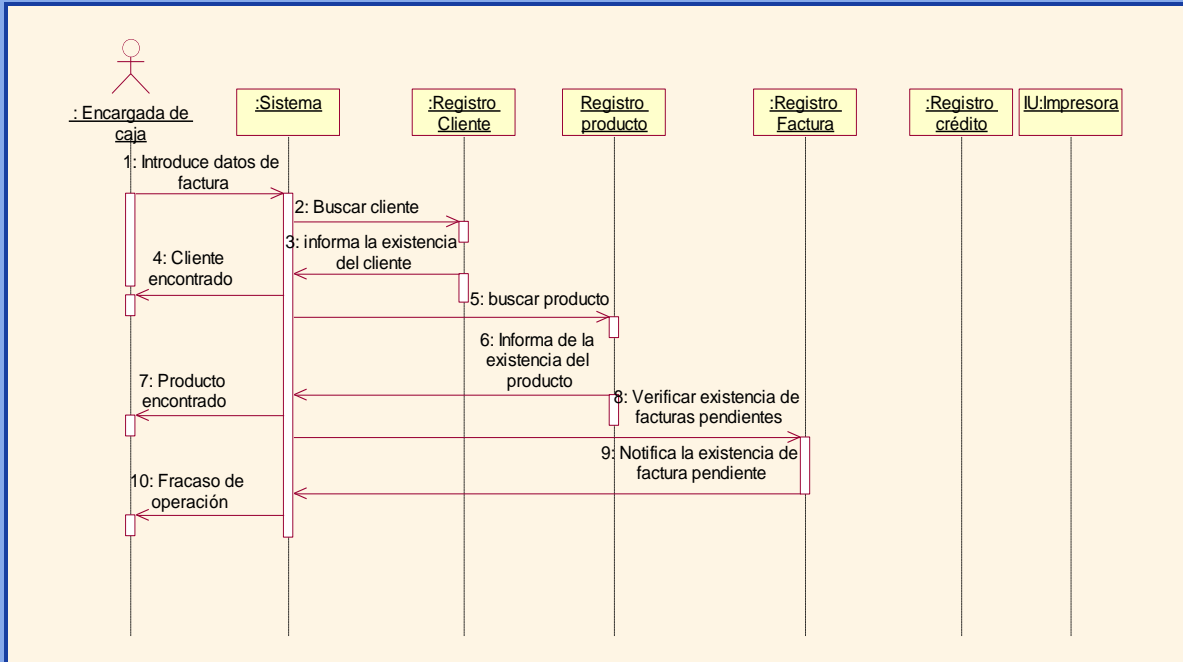 : Encargada de
caja
:Sistema
:Registro
Cliente
Registro
producto
:Registro
Factura
:Registro
crédito
IU:Impresora
1: Introduce datos de
factura
2: Buscar cliente
3: informa la existencia
del cliente
4: Cliente
encontrado
5: buscar producto
6: Informa de la
existencia del
producto
7: Producto
encontrado
8: Verificar existencia de
facturas pendientes
9: Notifica la existencia de
factura pendiente
10: Fracaso de
operación